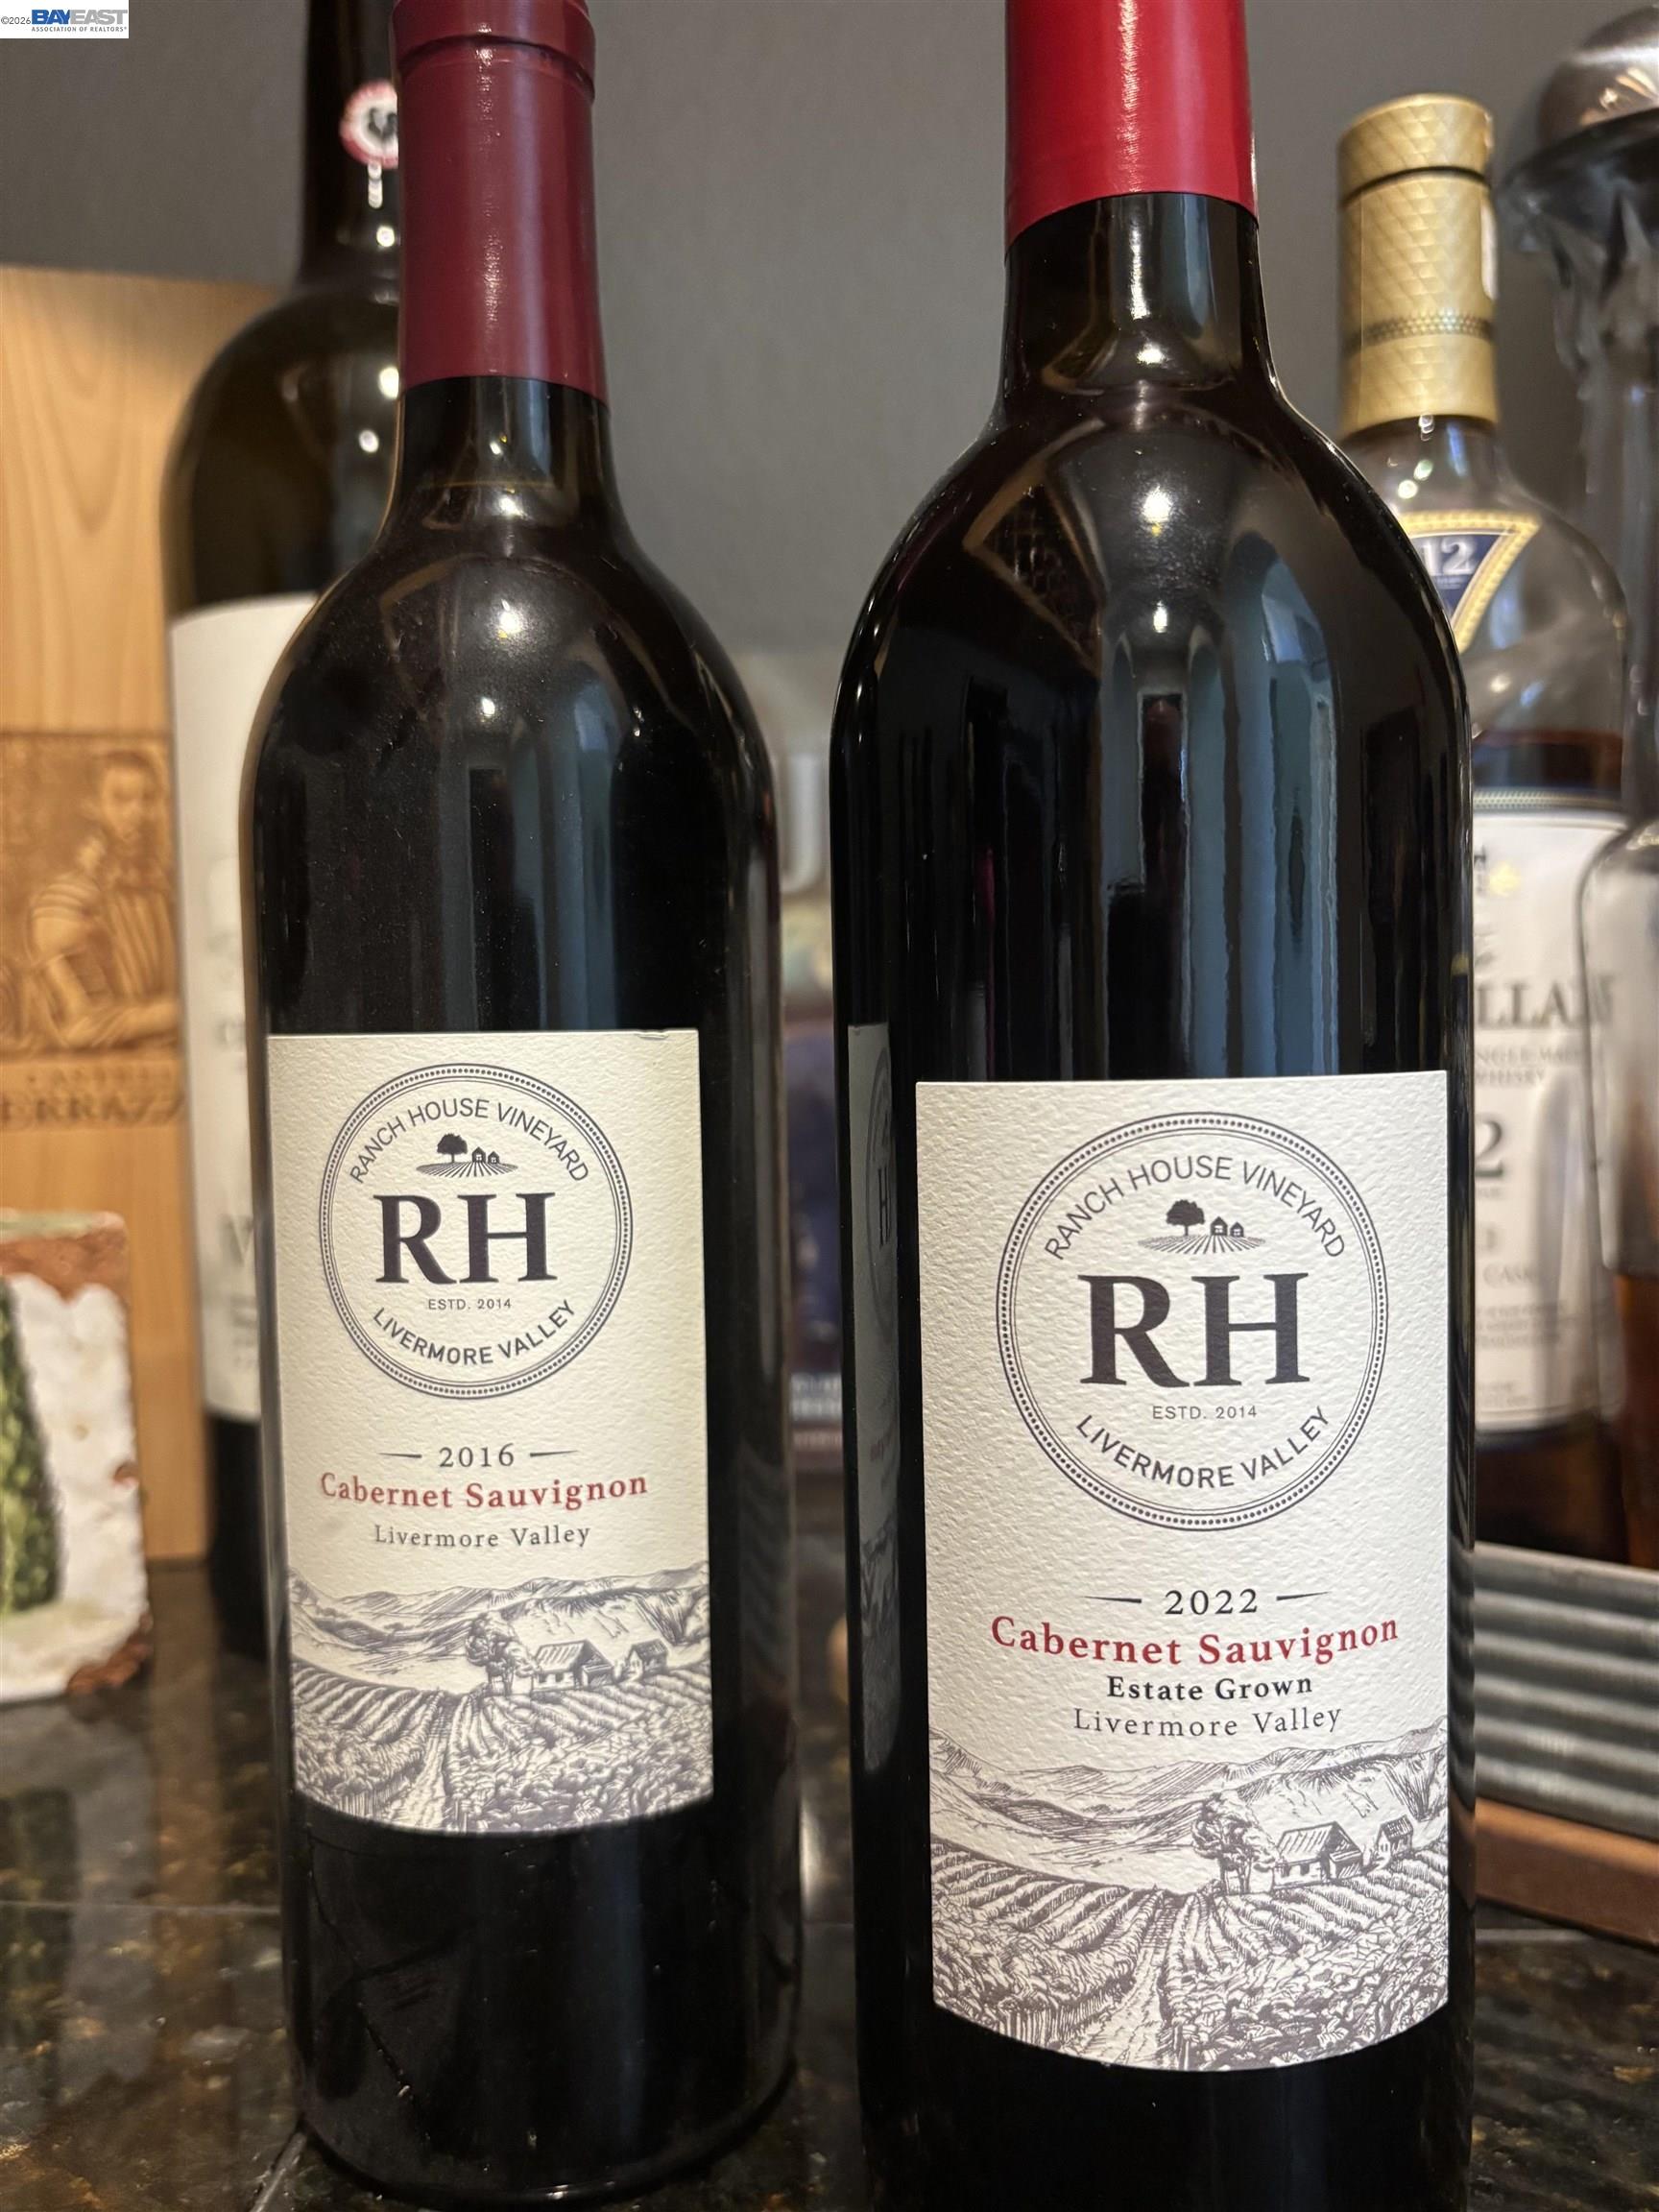 ©2026 BAYEAST
ASSOCIATION OF REALTORS®
RANCH HOUSE VINEYARD
RH
ESTD. 2014
LIVERMORE VALLEY
2016
Cabernet Sauvignon
Livermore Valley
RANCH HOUSE VINEYARD
RH
ESTD. 2014
LIVERMORE VALLEY
2022
Cabernet Sauvignon
Estate Grown
Livermore Valley
12
WHISKY